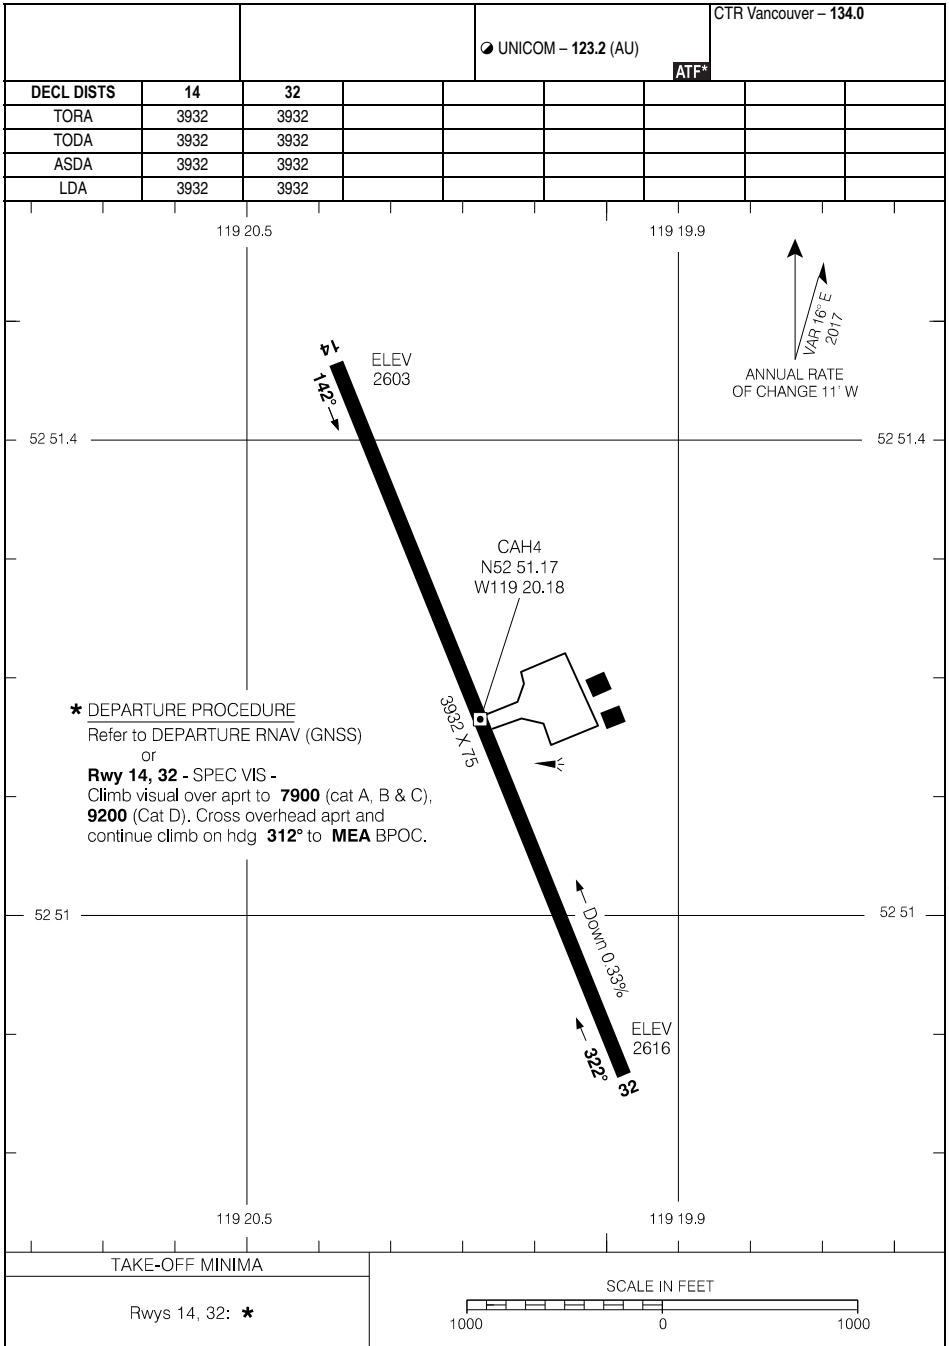 CTR Vancouver – 134.0
UNICOM – 123.2 (AU)
ATF*
DECL DISTS 14 32
TORA 3932 3932
TODA 3932 3932
ASDA 3932 3932
LDA 3932 3932
119 20.5 119 19.9
VAR 16° E
2017
ANNUAL RATE
OF CHANGE 11' W
14
ELEV
2603
142°
52 51.4 52 51.4
CAH4
N52 51.17
W119 20.18
3932 X 75
* DEPARTURE PROCEDURE
Refer to DEPARTURE RNAV (GNSS)
or
Rwy 14, 32 - SPEC VIS -
Climb visual over aprt to 7900 (cat A, B & C),
9200 (Cat D). Cross overhead aprt and
continue climb on hdg 312° to MEA BPOC.
52 51 52 51
Down 0.33%
ELEV
2616
322°
32
119 20.5 119 19.9
TAKE-OFF MINIMA
Rwys 14, 32: *
SCALE IN FEET
1000 0 1000